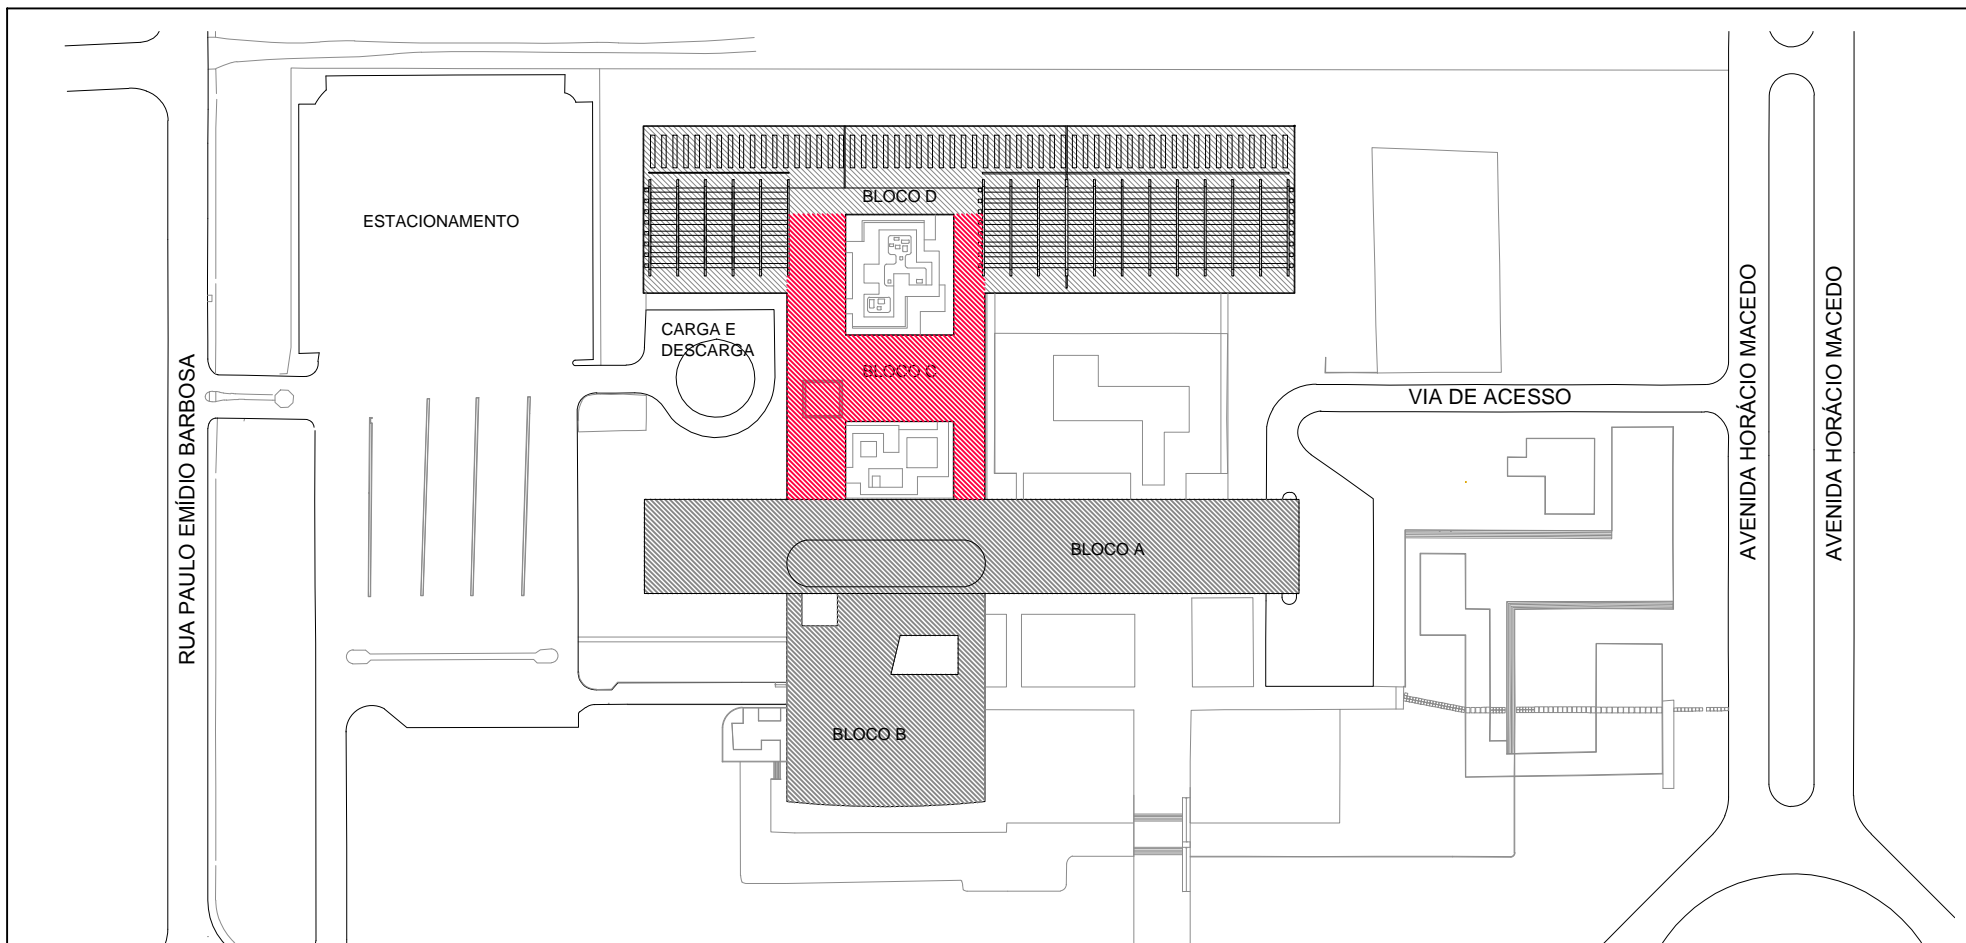 BLOCO D
ESTACIONAMENTO
CARGA E
DESCARGA
BLOCO C
VIA DE ACESSO
RUA PAULO EMÍDIO BARBOSA
AVENIDA HORÁCIO MACEDO
AVENIDA HORÁCIO MACEDO
BLOCO A
BLOCO B